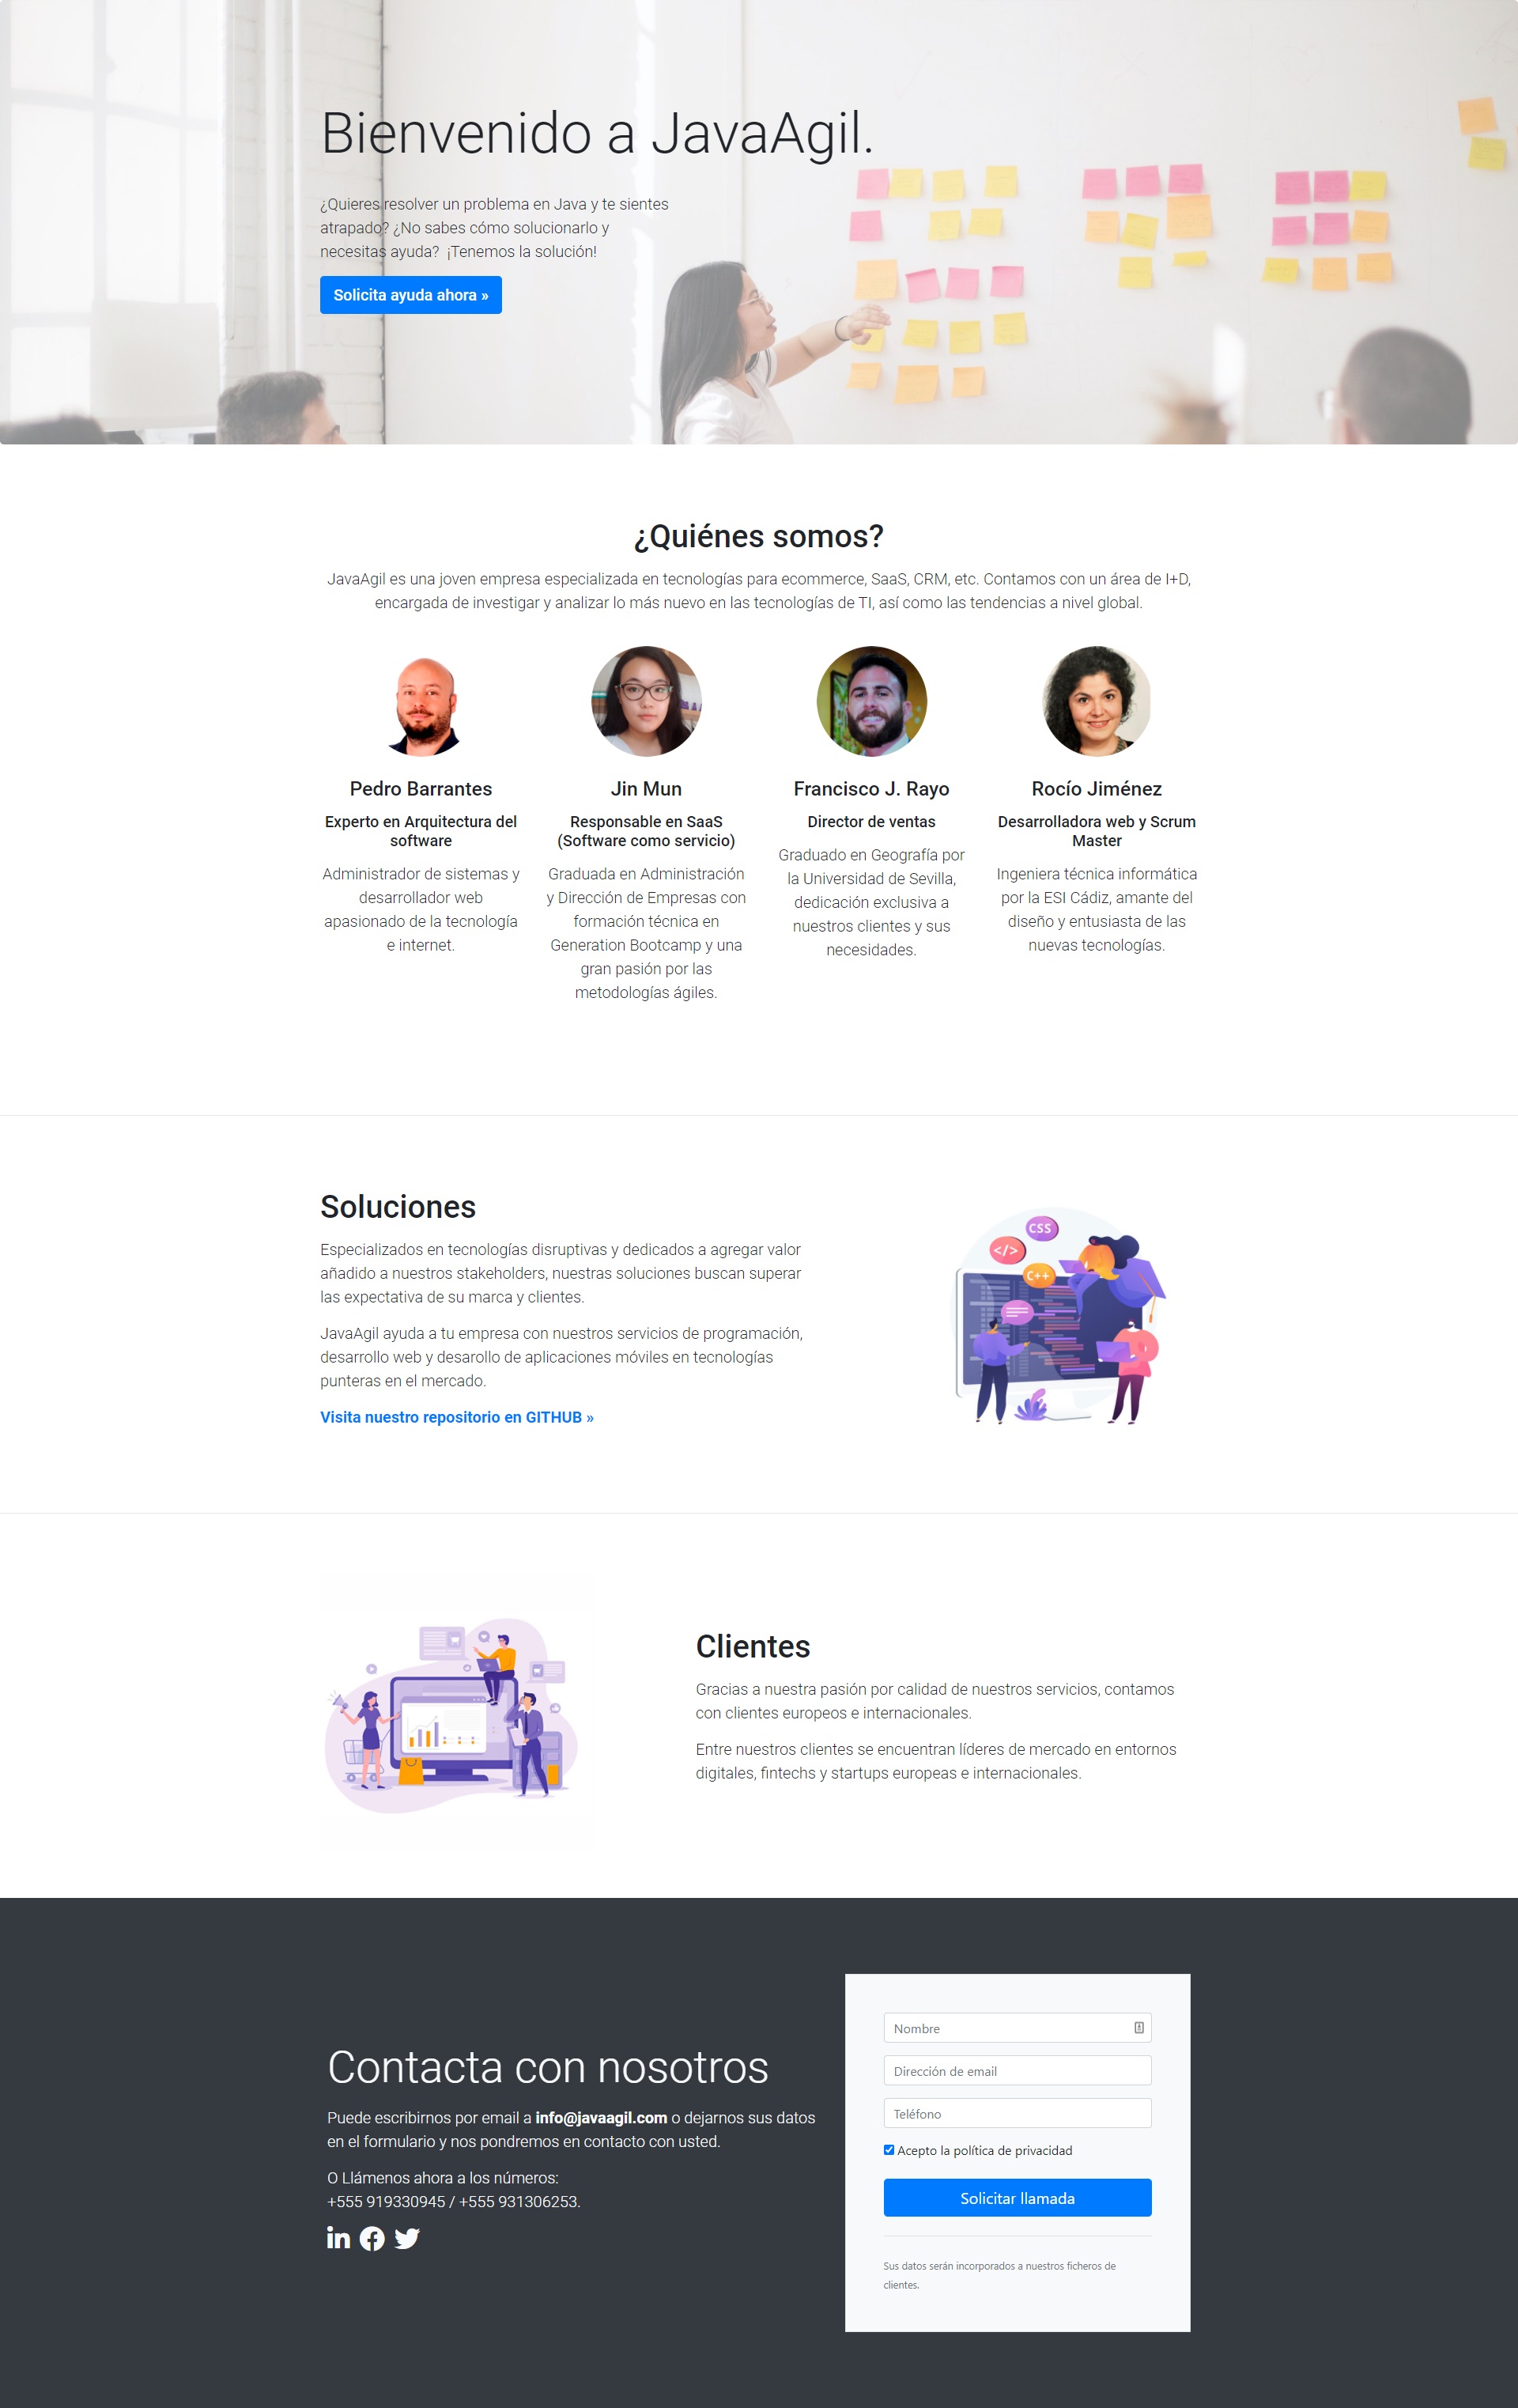 Bienvenido a JavaAgil.
¿Quieres resolver un problema en Java y te sientes
atrapado? ¿No sabes cómo solucionarlo y
necesitas ayuda?  ¡Tenemos la solución!
Solicita ayuda ahora »
¿Quiénes somos?
JavaAgil es una joven empresa especializada en tecnologías para ecommerce, SaaS, CRM, etc. Contamos con un área de I+D,
encargada de investigar y analizar lo más nuevo en las tecnologías de TI, así como las tendencias a nivel global.
Pedro Barrantes
Experto en Arquitectura del
software
Administrador de sistemas y
desarrollador web
apasionado de la tecnología
e internet.
Jin Mun
Responsable en SaaS
(Software como servicio)
Graduada en Administración
y Dirección de Empresas con
formación técnica en
Generation Bootcamp y una
gran pasión por las
metodologías ágiles.
Francisco J. Rayo
Director de ventas
Graduado en Geografía por
la Universidad de Sevilla,
dedicación exclusiva a
nuestros clientes y sus
necesidades.
Rocío Jiménez
Desarrolladora web y Scrum
Master
Ingeniera técnica informática
por la ESI Cádiz, amante del
diseño y entusiasta de las
nuevas tecnologías.
Soluciones
Especializados en tecnologías disruptivas y dedicados a agregar valor
añadido a nuestros stakeholders, nuestras soluciones buscan superar
las expectativa de su marca y clientes.
JavaAgil ayuda a tu empresa con nuestros servicios de programación,
desarrollo web y desarollo de aplicaciones móviles en tecnologías
punteras en el mercado.
Visita nuestro repositorio en GITHUB »
CSS
</>
C++
Clientes
Gracias a nuestra pasión por calidad de nuestros servicios, contamos
con clientes europeos e internacionales.
Entre nuestros clientes se encuentran líderes de mercado en entornos
digitales, fintechs y startups europeas e internacionales.
Contacta con nosotros
Puede escribirnos por email a info@javaagil.com o dejarnos sus datos
en el formulario y nos pondremos en contacto con usted.
O Llámenos ahora a los números:
+555 919330945 / +555 931306253.
Nombre
Dirección de email
Teléfono
Acepto la política de privacidad
Solicitar llamada
Sus datos serán incorporados a nuestros ficheros de
clientes.